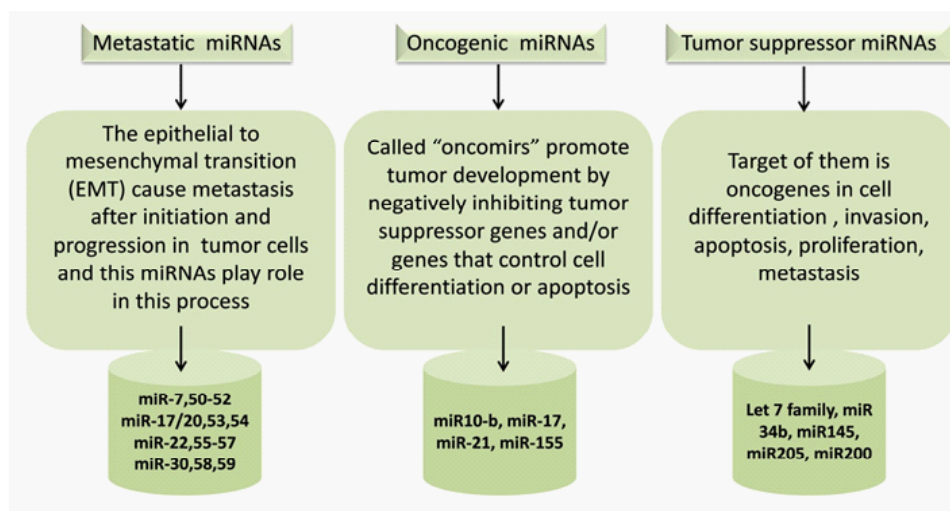 Metastatic miRNAs
The epithelial to
mesenchymal transition
(EMT) cause metastasis
after initiation and
progression in tumor cells
and this miRNAs play role
in this process
miR-7,50-52
miR-17/20,53,54
miR-22,55-57
miR-30,58,59
Oncogenic miRNAs
Called “oncomirs” promote
tumor development by
negatively inhibiting tumor
suppressor genes and/or
genes that control cell
differentiation or apoptosis
miR10-b, miR-17,
miR-21, miR-155
Tumor suppressor miRNAs
Target of them is
oncogenes in cell
differentiation , invasion,
apoptosis, proliferation,
metastasis
Let 7 family, miR
34b, miR145,
miR205, miR200